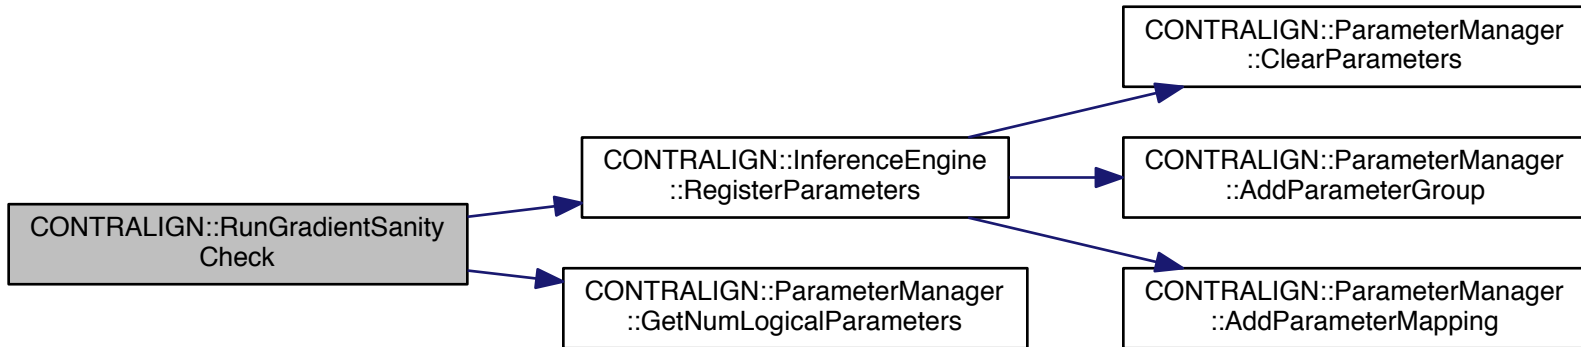 CONTRALIGN::ParameterManager
::ClearParameters
CONTRALIGN::InferenceEngine
::RegisterParameters
CONTRALIGN::ParameterManager
::AddParameterGroup
CONTRALIGN::RunGradientSanity
Check
CONTRALIGN::ParameterManager
::GetNumLogicalParameters
CONTRALIGN::ParameterManager
::AddParameterMapping